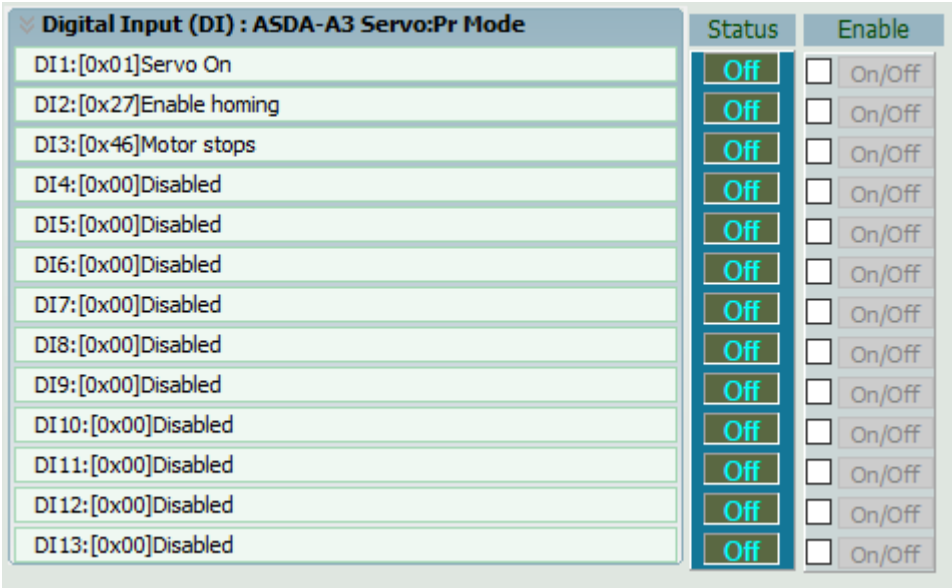 Digital Input (DI) : ASDA-A3 Servo:Pr Mode Status Enable
DI1:[0x01]Servo On Off On/Off
DI2:[0x27]Enable homing Off On/Off
DI3:[0x46]Motor stops Off On/Off
DI4:[0x00]Disabled Off On/Off
DI5:[0x00]Disabled Off On/Off
DI6:[0x00]Disabled Off On/Off
DI7:[0x00]Disabled Off On/Off
DI8:[0x00]Disabled Off On/Off
DI9:[0x00]Disabled Off On/Off
DI10:[0x00]Disabled Off On/Off
DI11:[0x00]Disabled Off On/Off
DI12:[0x00]Disabled Off On/Off
DI13:[0x00]Disabled Off On/Off